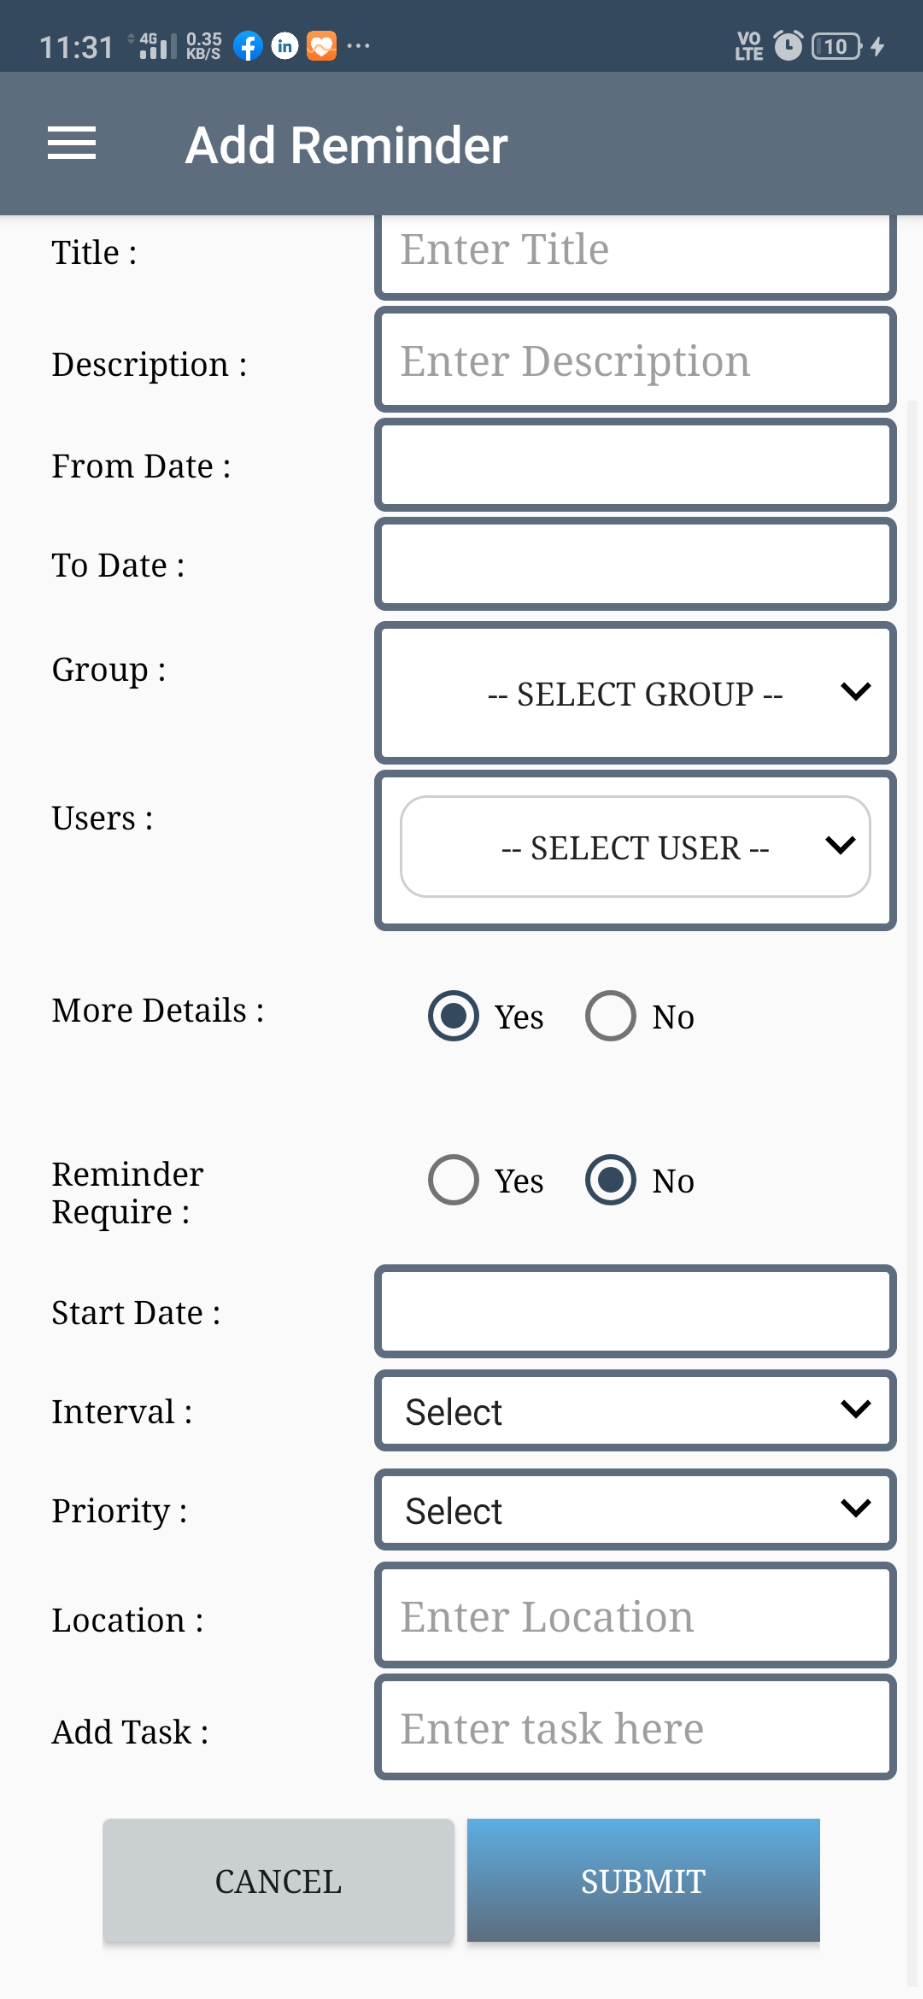 11:31 4G 0.35 KB/S f in ... VO LTE 10
Add Reminder
Title : Enter Title
Description : Enter Description
From Date :
To Date :
Group : -- SELECT GROUP --
Users : -- SELECT USER --
More Details : Yes No
Reminder
Require : Yes No
Start Date :
Interval : Select
Priority : Select
Location : Enter Location
Add Task : Enter task here
CANCEL SUBMIT